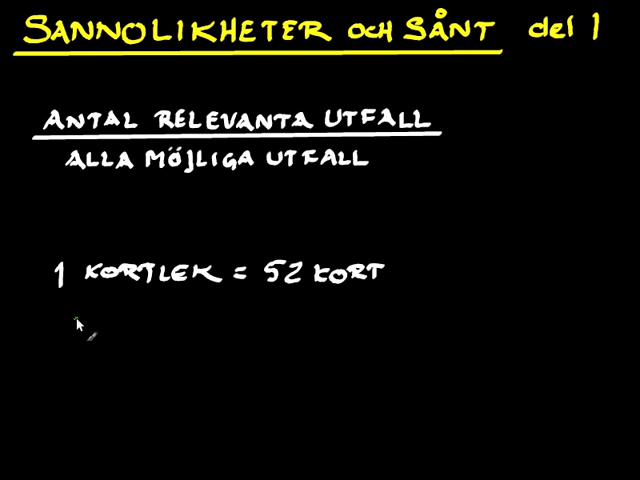 SANNOLIKHETER OCH SÅNT del 1
ANTAL RELEVANTA UTFALL
ALLA MÖJLIGA UTFALL
1 KORTLEK = 52 KORT